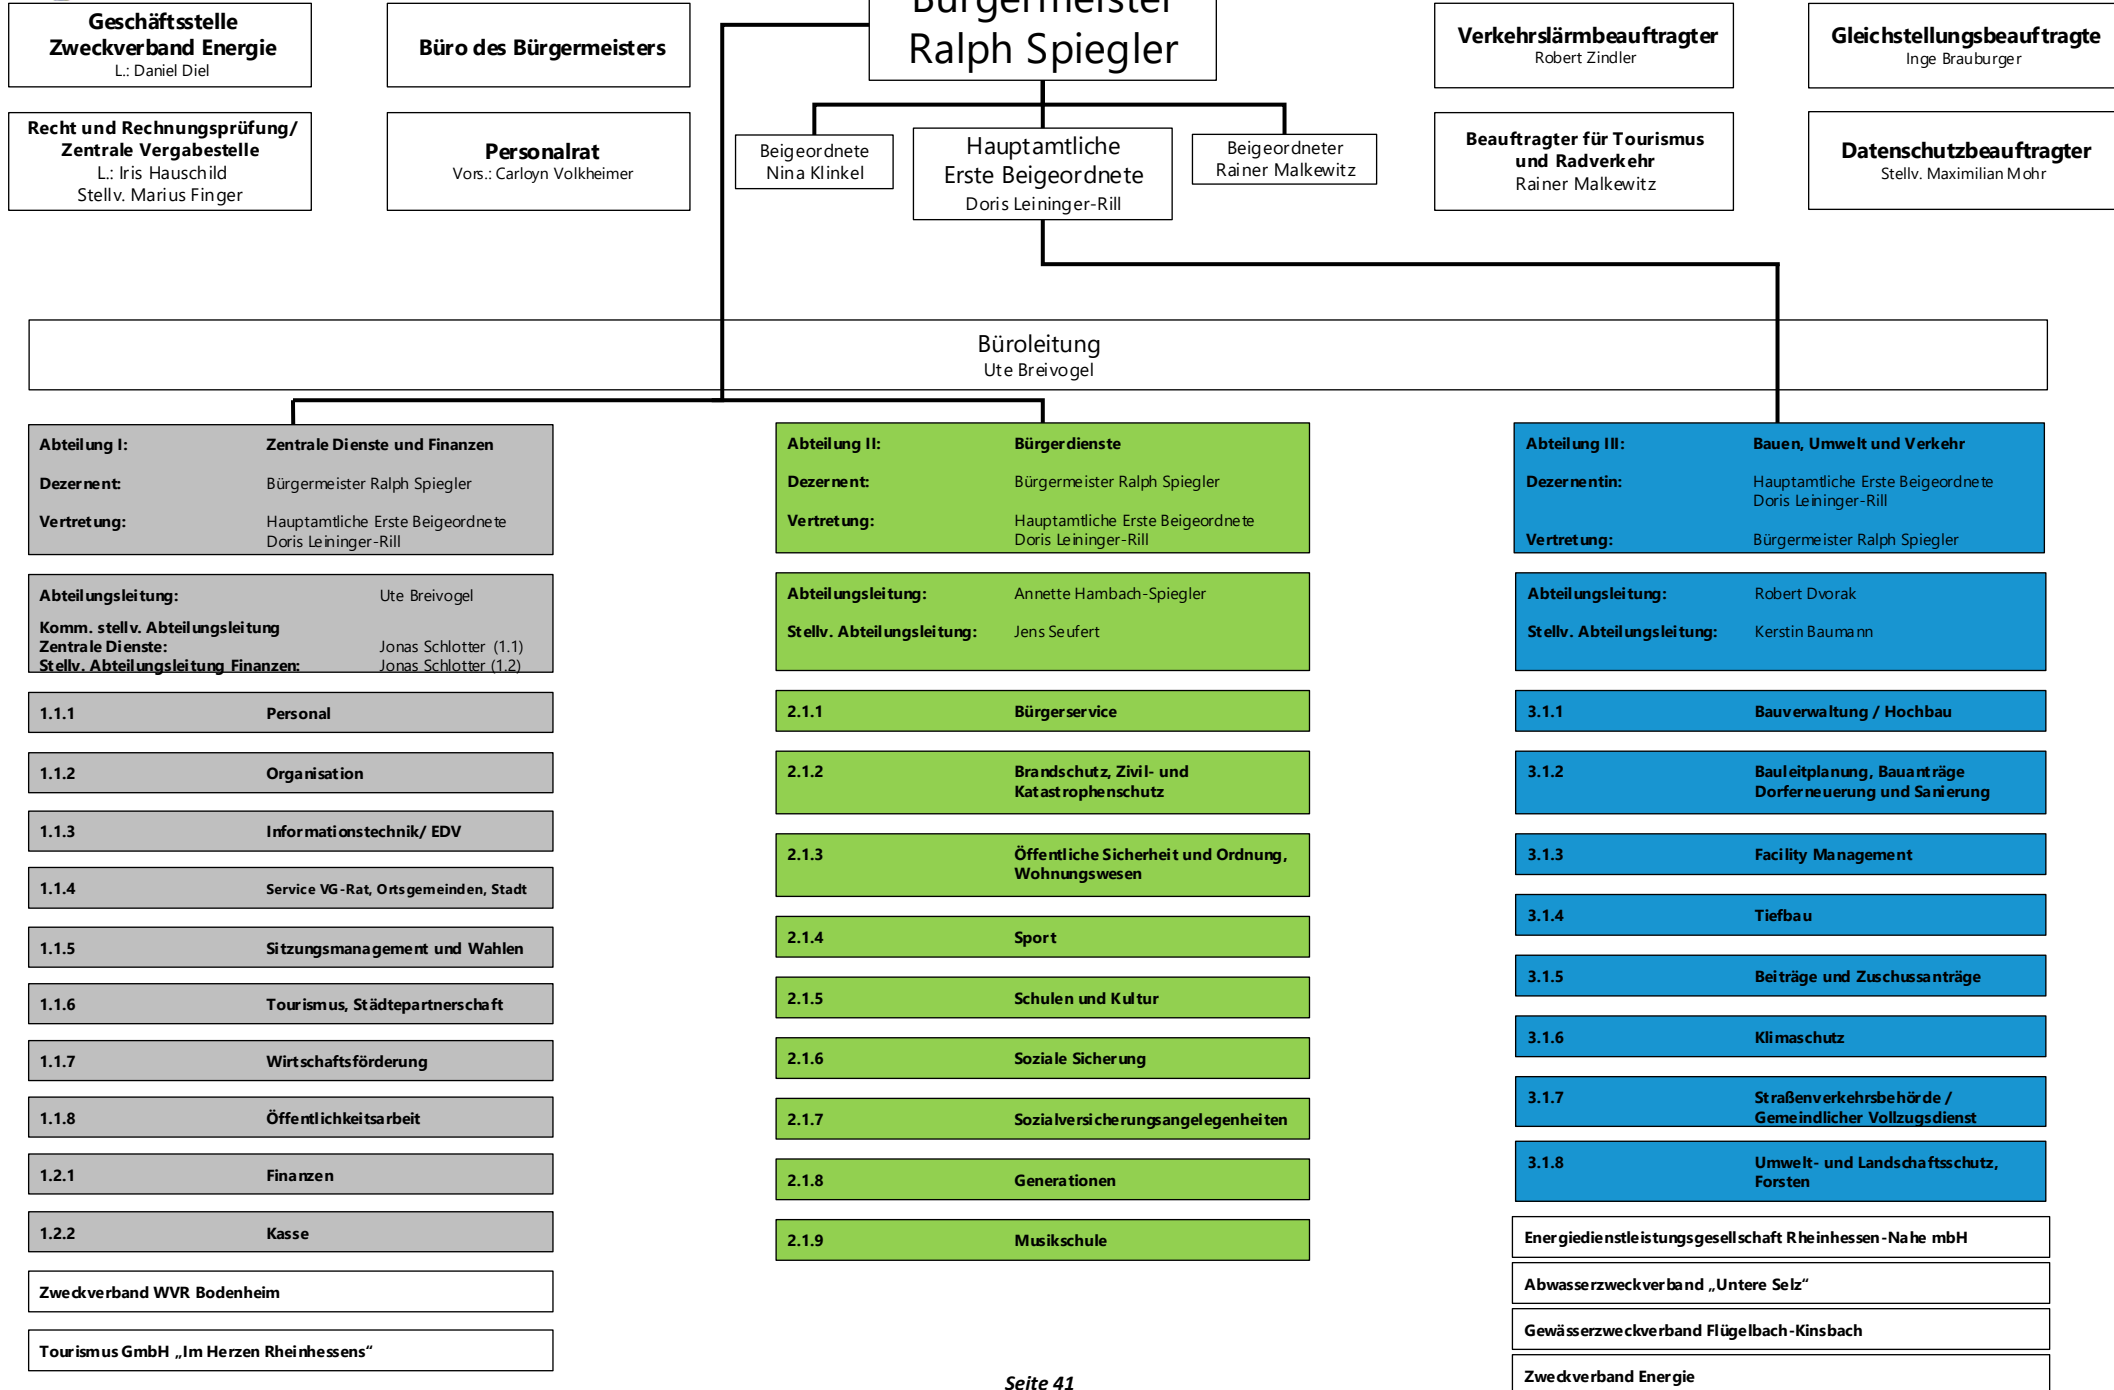 Geschäftsstelle
Zweckverband Energie
L.: Daniel Diel
Büro des Bürgermeisters
Bürgermeister
Ralph Spiegler
Verkehrslärmbeauftragter
Robert Zindler
Gleichstellungsbeauftragte
Inge Brauburger
Recht und Rechnungsprüfung/
Zentrale Vergabestelle
L.: Iris Hauschild
Stellv. Marius Finger
Personalrat
Vors.: Carloyn Volkheimer
Beigeordnete
Nina Klinkel
Hauptamtliche
Erste Beigeordnete
Doris Leininger-Rill
Beigeordneter
Rainer Malkewitz
Beauftragter für Tourismus
und Radverkehr
Rainer Malkewitz
Datenschutzbeauftragter
Stellv. Maximilian Mohr
Büroleitung
Ute Breivogel
Abteilung I: Zentrale Dienste und Finanzen
Dezernent: Bürgermeister Ralph Spiegler
Vertretung: Hauptamtliche Erste Beigeordnete
Doris Leininger-Rill
Abteilungsleitung: Ute Breivogel
Komm. stellv. Abteilungsleitung
Zentrale Dienste: Jonas Schlotter (1.1)
Stellv. Abteilungsleitung Finanzen: Jonas Schlotter (1.2)
1.1.1 Personal
1.1.2 Organisation
1.1.3 Informationstechnik/ EDV
1.1.4 Service VG-Rat, Ortsgemeinden, Stadt
1.1.5 Sitzungsmanagement und Wahlen
1.1.6 Tourismus, Städtepartnerschaft
1.1.7 Wirtschaftsförderung
1.1.8 Öffentlichkeitsarbeit
1.2.1 Finanzen
1.2.2 Kasse
Zweckverband WVR Bodenheim
Tourismus GmbH „Im Herzen Rheinhessens“
Abteilung II: Bürgerdienste
Dezernent: Bürgermeister Ralph Spiegler
Vertretung: Hauptamtliche Erste Beigeordnete
Doris Leininger-Rill
Abteilungsleitung: Annette Hambach-Spiegler
Stellv. Abteilungsleitung: Jens Seufert
2.1.1 Bürgerservice
2.1.2 Brandschutz, Zivil- und
Katastrophenschutz
2.1.3 Öffentliche Sicherheit und Ordnung,
Wohnungswesen
2.1.4 Sport
2.1.5 Schulen und Kultur
2.1.6 Soziale Sicherung
2.1.7 Sozialversicherungsangelegenheiten
2.1.8 Generationen
2.1.9 Musikschule
Abteilung III: Bauen, Umwelt und Verkehr
Dezernentin: Hauptamtliche Erste Beigeordnete
Doris Leininger-Rill
Vertretung: Bürgermeister Ralph Spiegler
Abteilungsleitung: Robert Dvorak
Stellv. Abteilungsleitung: Kerstin Baumann
3.1.1 Bauverwaltung / Hochbau
3.1.2 Bauleitplanung, Bauanträge
Dorferneuerung und Sanierung
3.1.3 Facility Management
3.1.4 Tiefbau
3.1.5 Beiträge und Zuschussanträge
3.1.6 Klimaschutz
3.1.7 Straßenverkehrsbehörde /
Gemeindlicher Vollzugsdienst
3.1.8 Umwelt- und Landschaftsschutz,
Forsten
Energiedienstleistungsgesellschaft Rheinhessen-Nahe mbH
Abwasserzweckverband „Untere Selz“
Gewässerzweckverband Flügelbach-Kinsbach
Zweckverband Energie
Seite 41